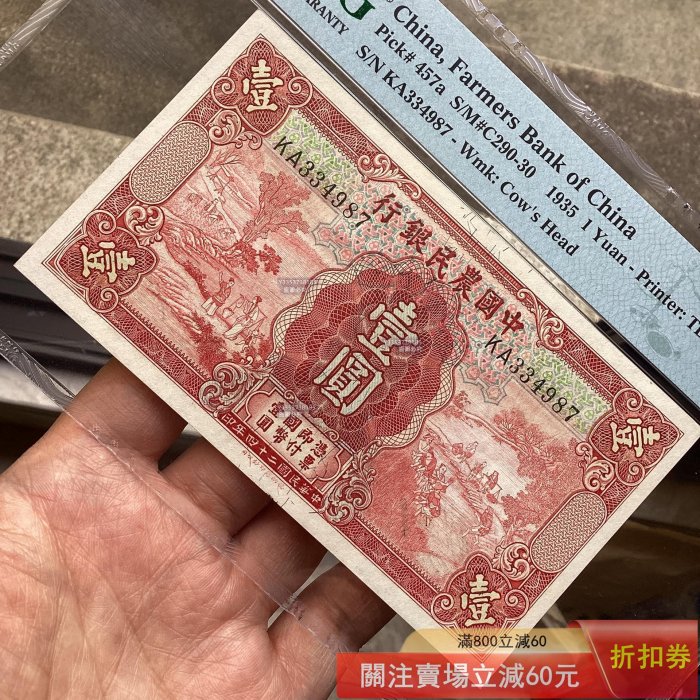 G
China, Farmers Bank of China
WARRANTY
Pick# 457a S/M#C290-30 1935 1 Yuan - Printer: T
S/N KA334987 - Wmk: Cow's Head
壹
壹
KA334987
行銀民農國中
KA334987
壹圓
憑票即付國幣壹圓
印年四十二國民華中
壹
壹
滿800立減60
關注賣場立減60元
折扣券